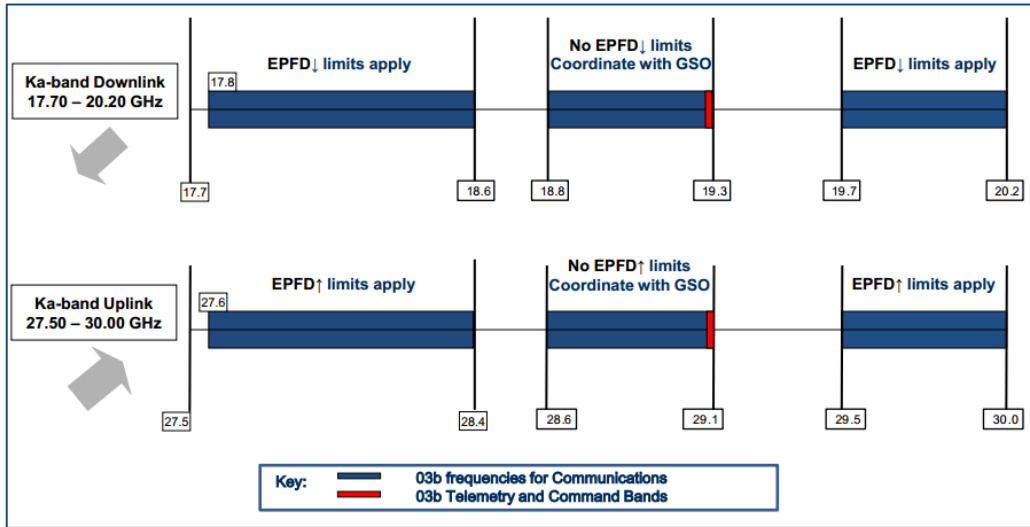 No EPFD↓ limits
EPFD↓ limits apply
Coordinate with GSO
EPFD↓ limits apply
Ka-band Downlink
17.70 – 20.20 GHz
17.8
17.7
18.6
18.8
19.3
19.7
20.2
No EPFD↑ limits
EPFD↑ limits apply
Coordinate with GSO
EPFD↑ limits apply
Ka-band Uplink
27.50 – 30.00 GHz
27.6
27.5
28.4
28.6
29.1
29.5
30.0
Key:
03b frequencies for Communications
03b Telemetry and Command Bands